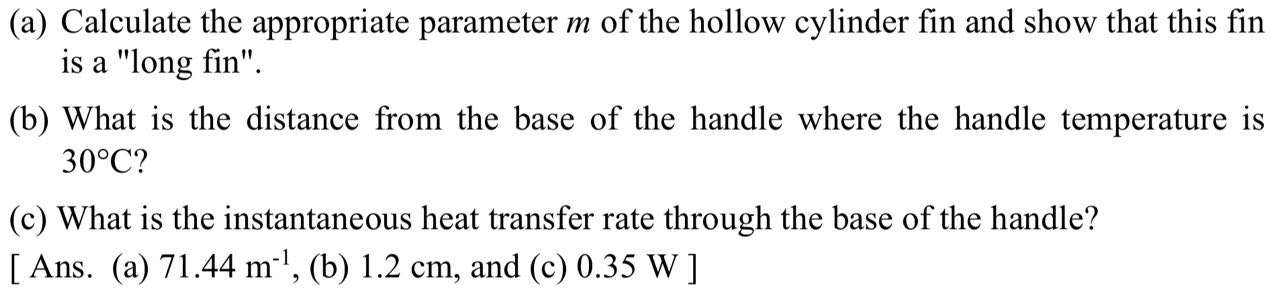 (a) Calculate the appropriate parameter m of the hollow cylinder fin and show that this fin
is a "long fin".
(b) What is the distance from the base of the handle where the handle temperature is
30°C?
(c) What is the instantaneous heat transfer rate through the base of the handle?
[ Ans. (a) 71.44 m⁻¹, (b) 1.2 cm, and (c) 0.35 W ]